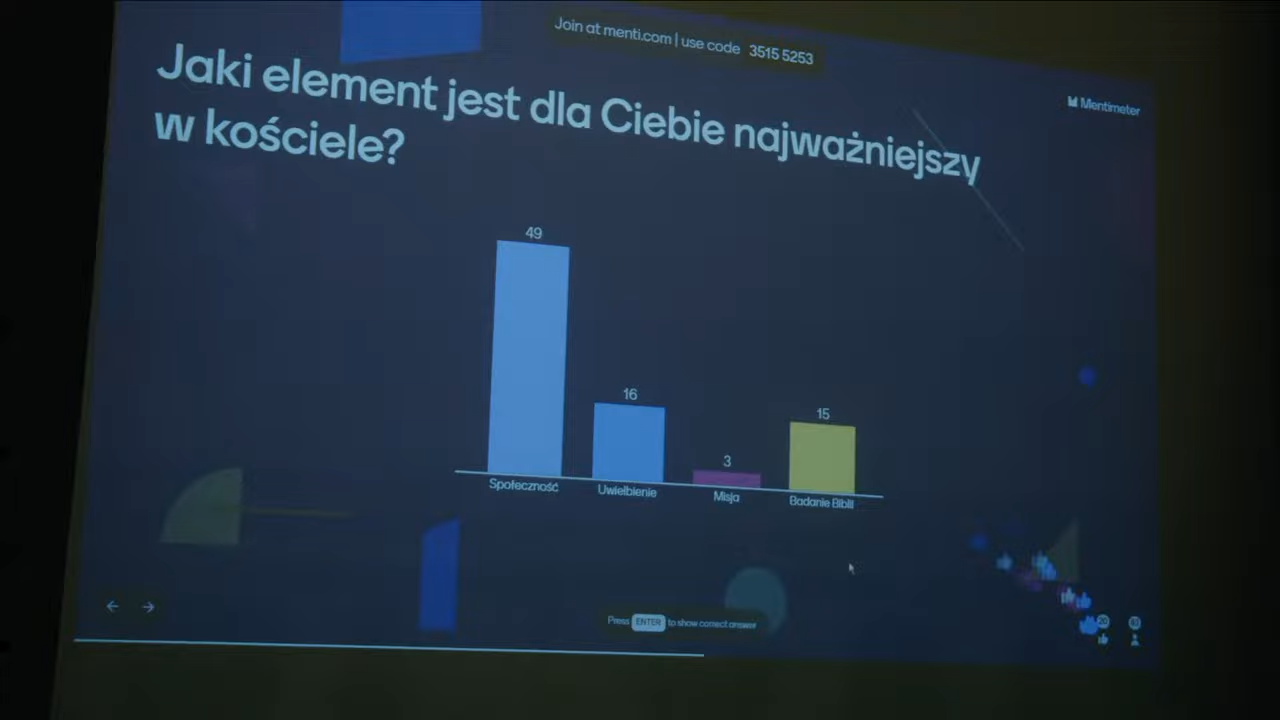 Join at menti.com | use code 3515 5253
Mentimeter
Jaki element jest dla Ciebie najważniejszy
w kościele?
49
16
3
15
Społeczność
Uwielbienie
Misja
Badanie Biblii
Press ENTER to show correct answer